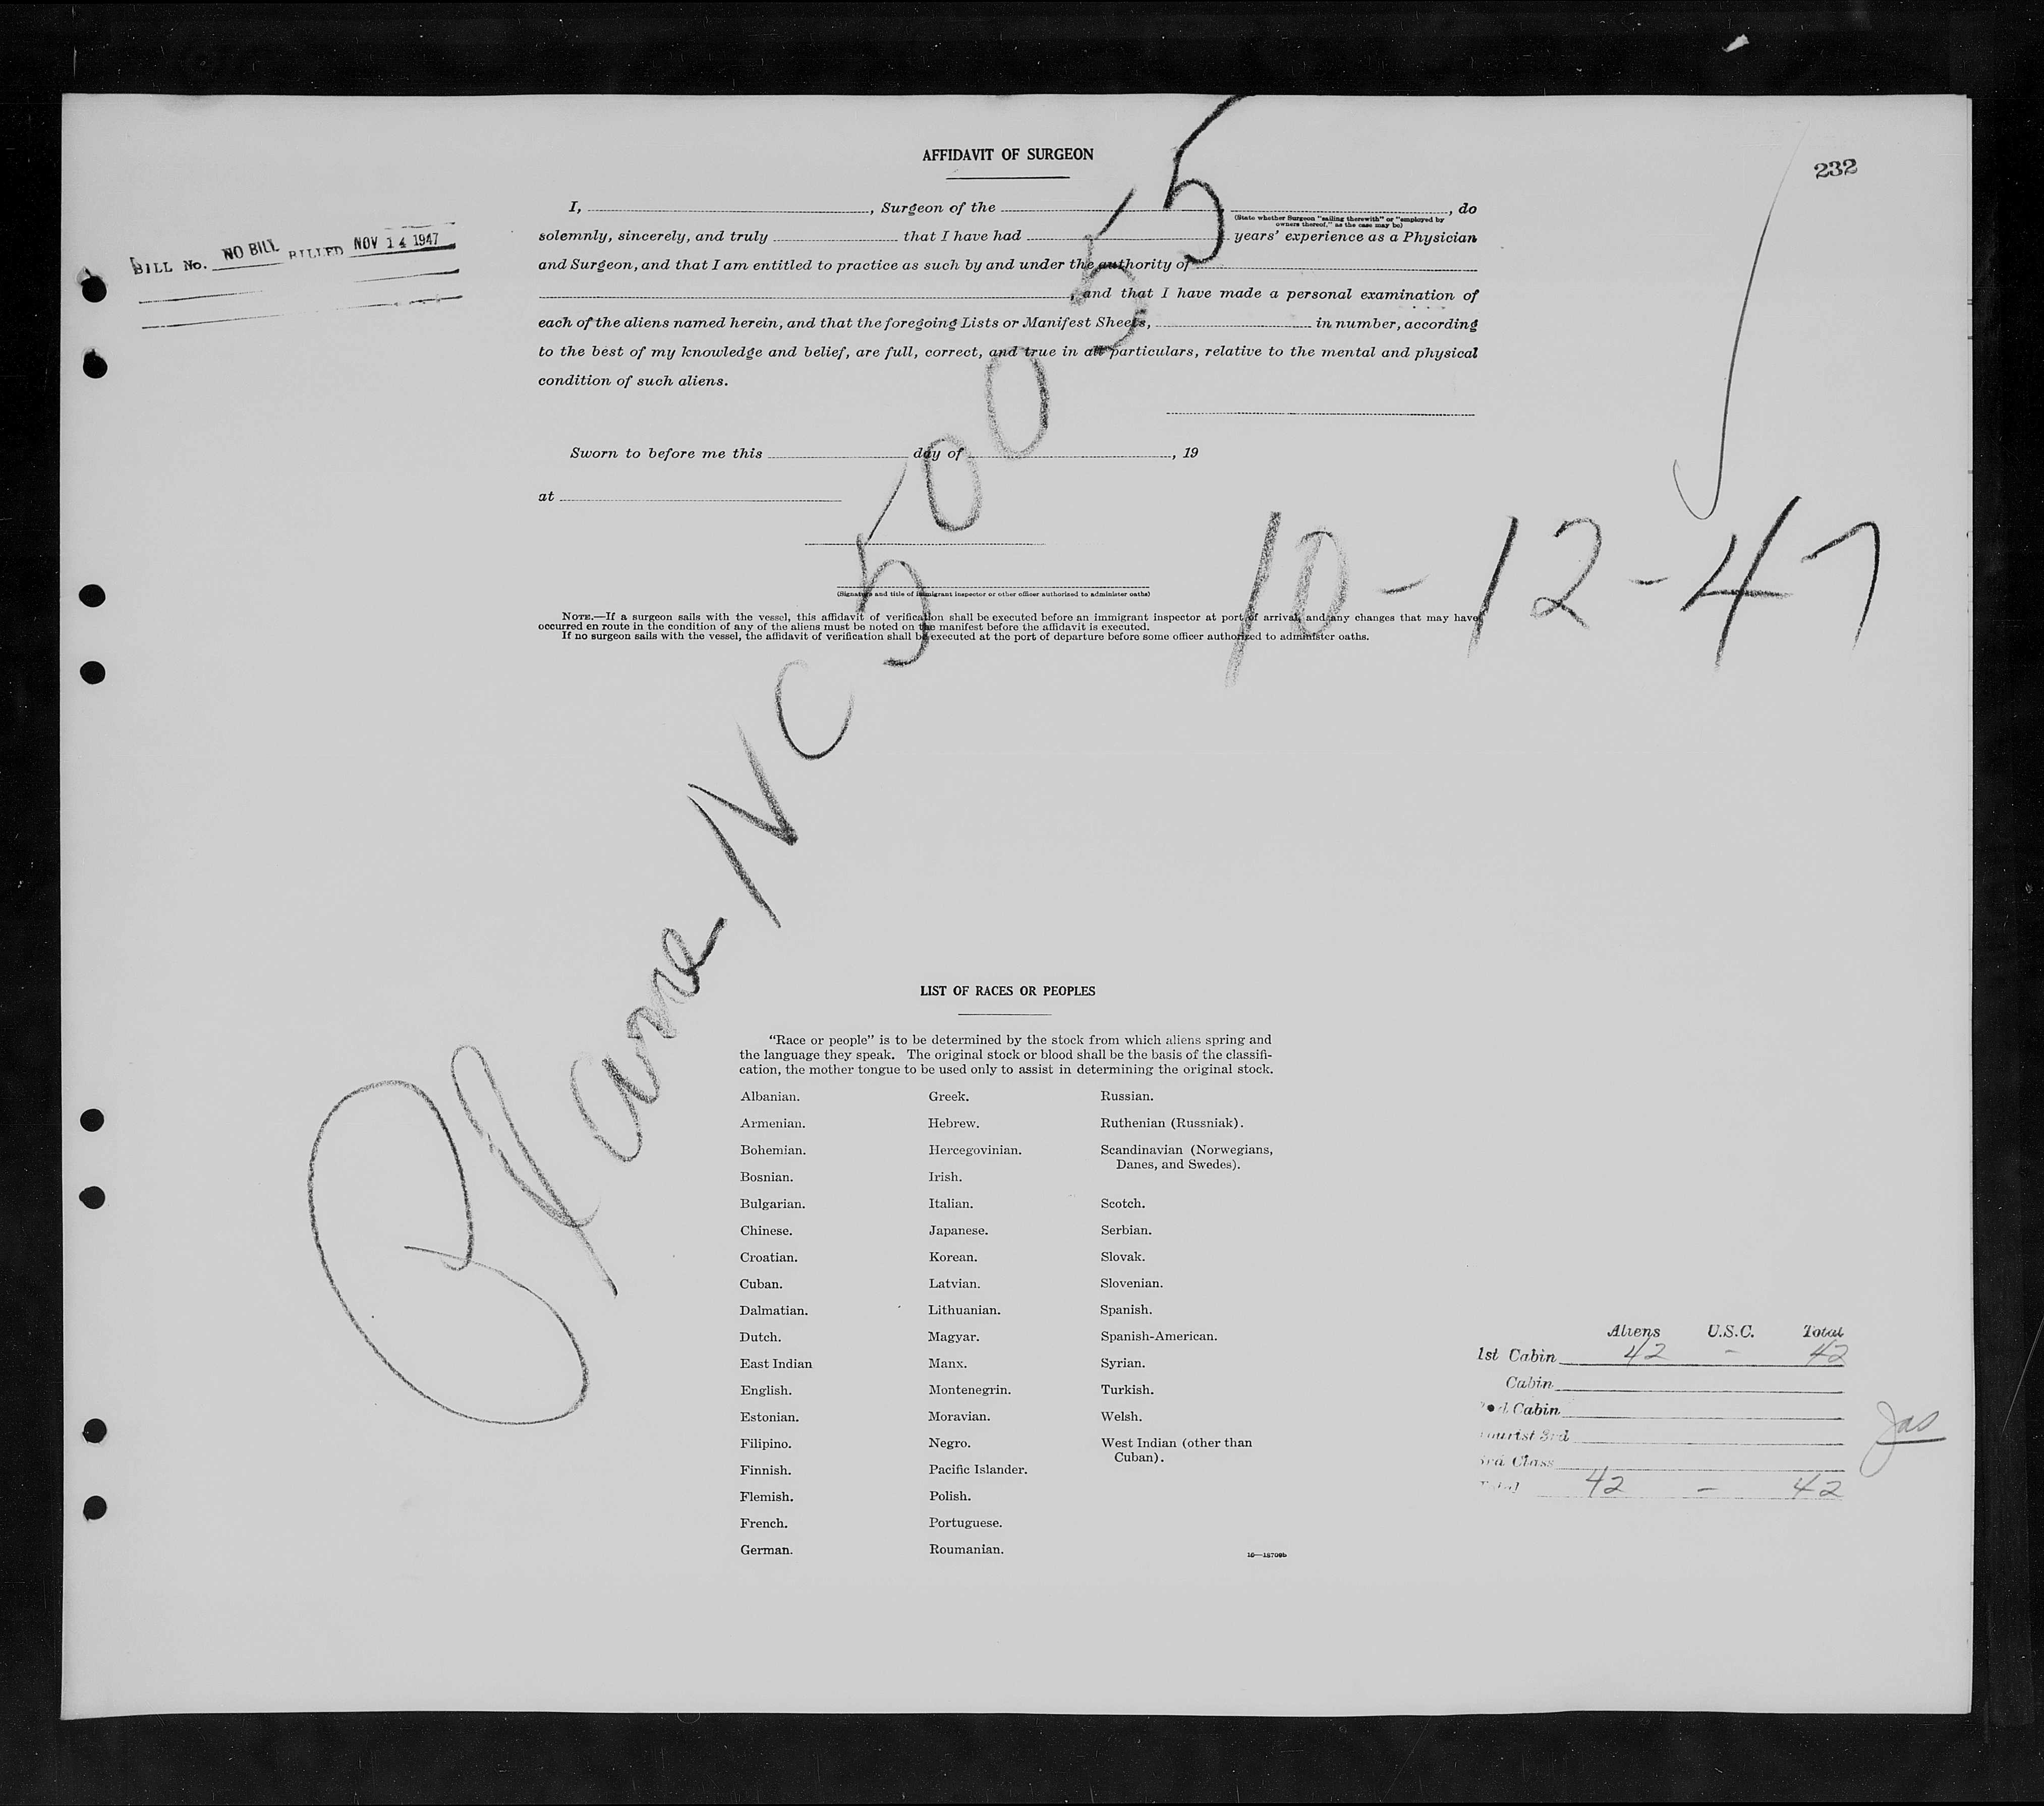 AFFIDAVIT OF SURGEON
232
I, , Surgeon of the , do
(State whether Surgeon "sailing therewith" or "employed by
owners thereof," as the case may be)
solemnly, sincerely, and truly that I have had years' experience as a Physician
BILL No. NO BILL BILLED NOV 14 1947
and Surgeon, and that I am entitled to practice as such by and under the authority of
, and that I have made a personal examination of
each of the aliens named herein, and that the foregoing Lists or Manifest Sheets, in number, according
to the best of my knowledge and belief, are full, correct, and true in all particulars, relative to the mental and physical
condition of such aliens.
Sworn to before me this day of , 19
at
(Signature and title of immigrant inspector or other officer authorized to administer oaths)
10-12-47
NOTE.—If a surgeon sails with the vessel, this affidavit of verification shall be executed before an immigrant inspector at port of arrival, and any changes that may have
occurred en route in the condition of any of the aliens must be noted on the manifest before the affidavit is executed.
If no surgeon sails with the vessel, the affidavit of verification shall be executed at the port of departure before some officer authorized to administer oaths.
Plane NC 500555
LIST OF RACES OR PEOPLES
"Race or people" is to be determined by the stock from which aliens spring and
the language they speak. The original stock or blood shall be the basis of the classifi-
cation, the mother tongue to be used only to assist in determining the original stock.
Albanian.
Armenian.
Bohemian.
Bosnian.
Bulgarian.
Chinese.
Croatian.
Cuban.
Dalmatian.
Dutch.
East Indian
English.
Estonian.
Filipino.
Finnish.
Flemish.
French.
German.
Greek.
Hebrew.
Hercegovinian.
Irish.
Italian.
Japanese.
Korean.
Latvian.
Lithuanian.
Magyar.
Manx.
Montenegrin.
Moravian.
Negro.
Pacific Islander.
Polish.
Portuguese.
Roumanian.
Russian.
Ruthenian (Russniak).
Scandinavian (Norwegians,
Danes, and Swedes).
Scotch.
Serbian.
Slovak.
Slovenian.
Spanish.
Spanish-American.
Syrian.
Turkish.
Welsh.
West Indian (other than
Cuban).
16—18709b
Aliens U.S.C. Total
1st Cabin 42 - 42
Cabin
2nd Cabin
Tourist 3rd
3rd Class
Total 42 - 42